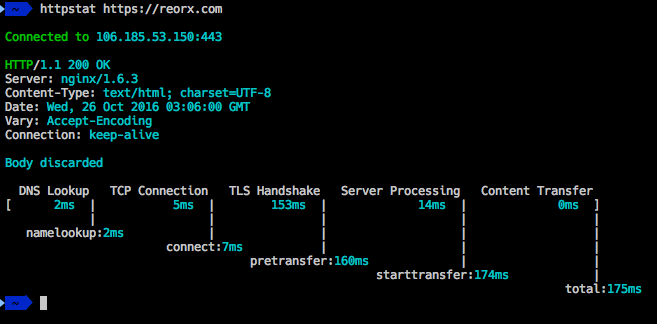 ~ httpstat https://reorx.com
Connected to 106.185.53.150:443
HTTP/1.1 200 OK
Server: nginx/1.6.3
Content-Type: text/html; charset=UTF-8
Date: Wed, 26 Oct 2016 03:06:00 GMT
Vary: Accept-Encoding
Connection: keep-alive
Body discarded
DNS Lookup TCP Connection TLS Handshake Server Processing Content Transfer
[ 2ms | 5ms | 153ms | 14ms | 0ms ]
| | | | |
namelookup:2ms | | | |
connect:7ms | | |
pretransfer:160ms | |
starttransfer:174ms |
total:175ms
~